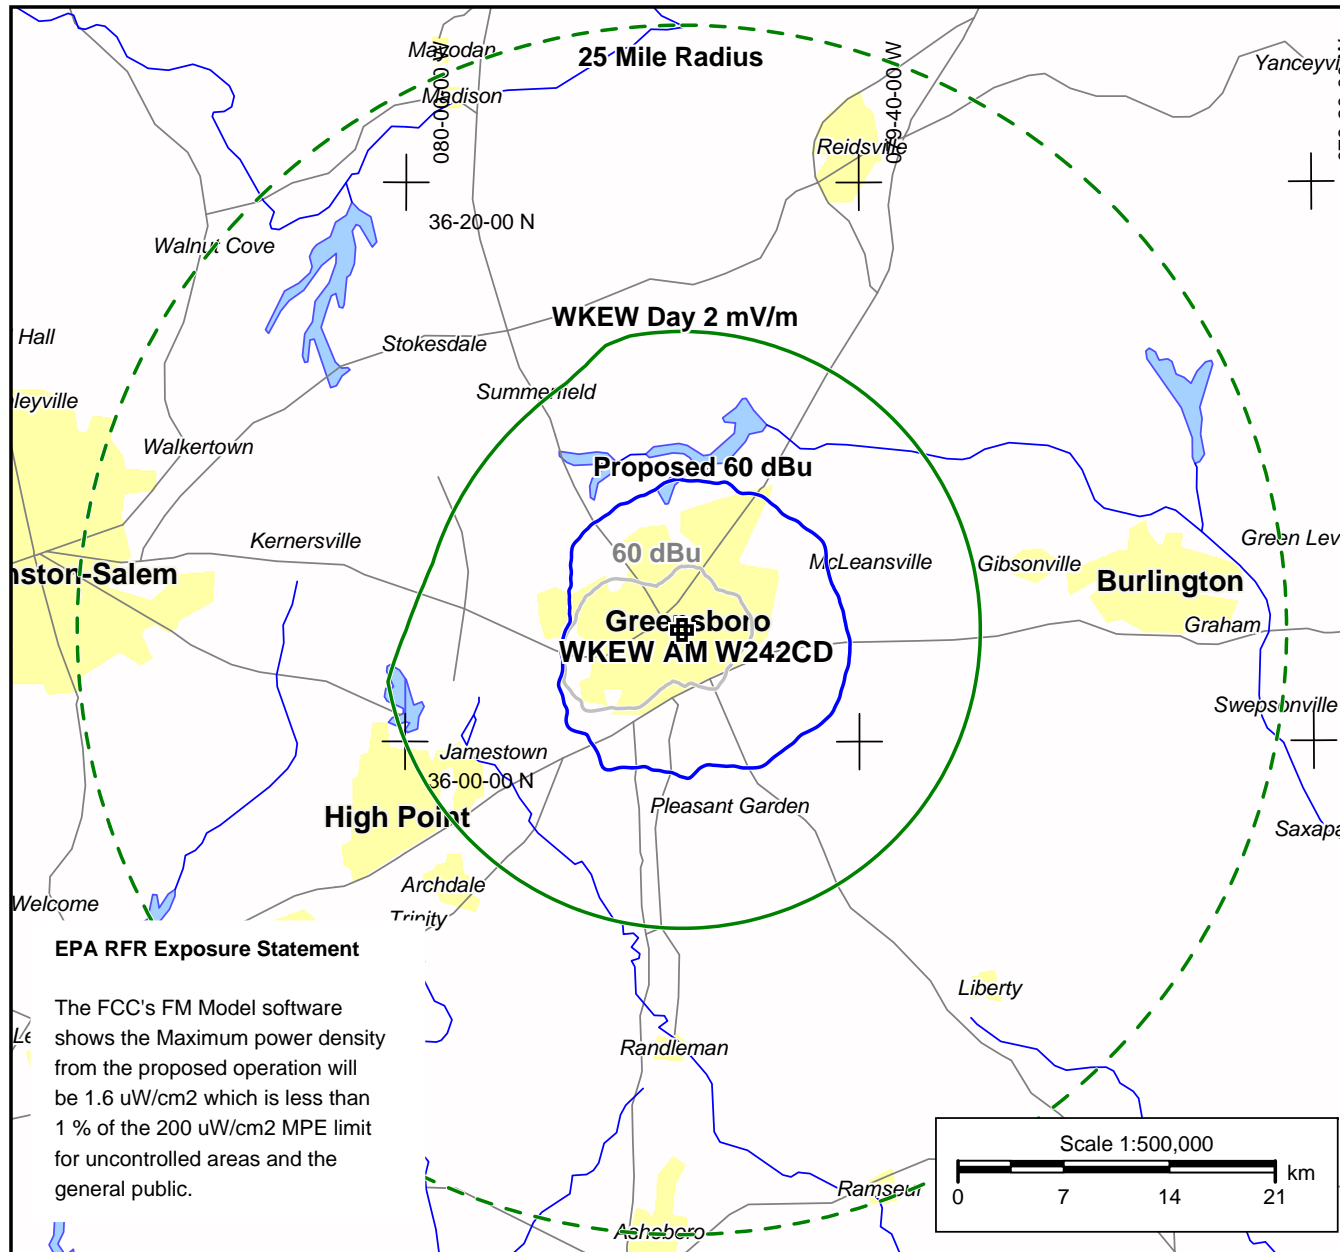 25 Mile Radius
Mayodan
Madison
080-00-00 W
079-40-00 W
Yanceyvi
Reidsville
36-20-00 N
Walnut Cove
WKEW Day 2 mV/m
Hall
Stokesdale
Summerfield
leyville
Walkertown
Proposed 60 dBu
Kernersville
60 dBu
McLeansville
Gibsonville
Green Lev
nston-Salem
Burlington
Greensboro
Graham
WKEW AM W242CD
Swepsonville
Jamestown
36-00-00 N
Pleasant Garden
High Point
Saxapa
Archdale
Welcome
Trinity
EPA RFR Exposure Statement
The FCC's FM Model software
shows the Maximum power density
from the proposed operation will
be 1.6 uW/cm2 which is less than
1 % of the 200 uW/cm2 MPE limit
for uncontrolled areas and the
general public.
Liberty
Le
Randleman
Ramseur
Asheboro
Scale 1:500,000
km
0 7 14 21